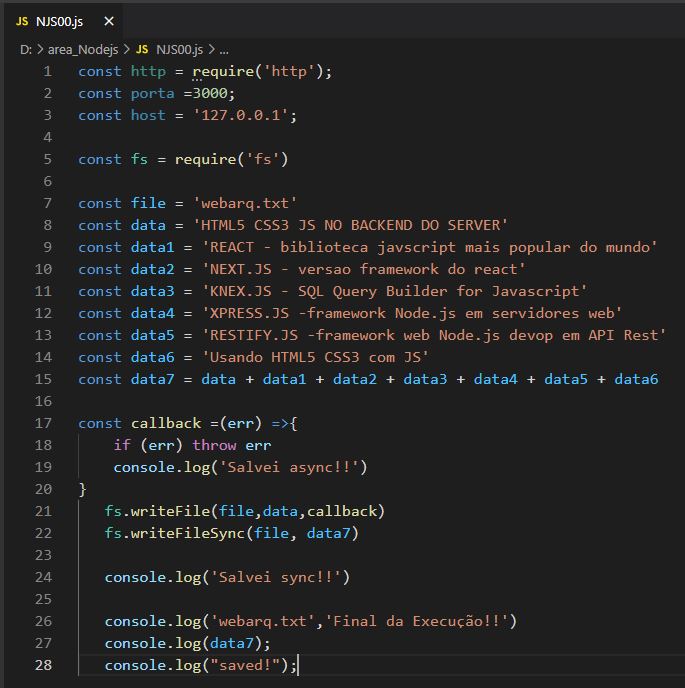 JS NJS00.js ×
D: > area_Nodejs > JS NJS00.js > ...
1 const http = require('http');
2 const porta =3000;
3 const host = '127.0.0.1';
4
5 const fs = require('fs')
6
7 const file = 'webarq.txt'
8 const data = 'HTML5 CSS3 JS NO BACKEND DO SERVER'
9 const data1 = 'REACT - biblioteca javscript mais popular do mundo'
10 const data2 = 'NEXT.JS - versao framework do react'
11 const data3 = 'KNEX.JS - SQL Query Builder for Javascript'
12 const data4 = 'XPRESS.JS -framework Node.js em servidores web'
13 const data5 = 'RESTIFY.JS -framework web Node.js devop em API Rest'
14 const data6 = 'Usando HTML5 CSS3 com JS'
15 const data7 = data + data1 + data2 + data3 + data4 + data5 + data6
16
17 const callback =(err) =>{
18     if (err) throw err
19     console.log('Salvei async!!')
20 }
21    fs.writeFile(file,data,callback)
22    fs.writeFileSync(file, data7)
23
24    console.log('Salvei sync!!')
25
26    console.log('webarq.txt','Final da Execução!!')
27    console.log(data7);
28    console.log("saved!");